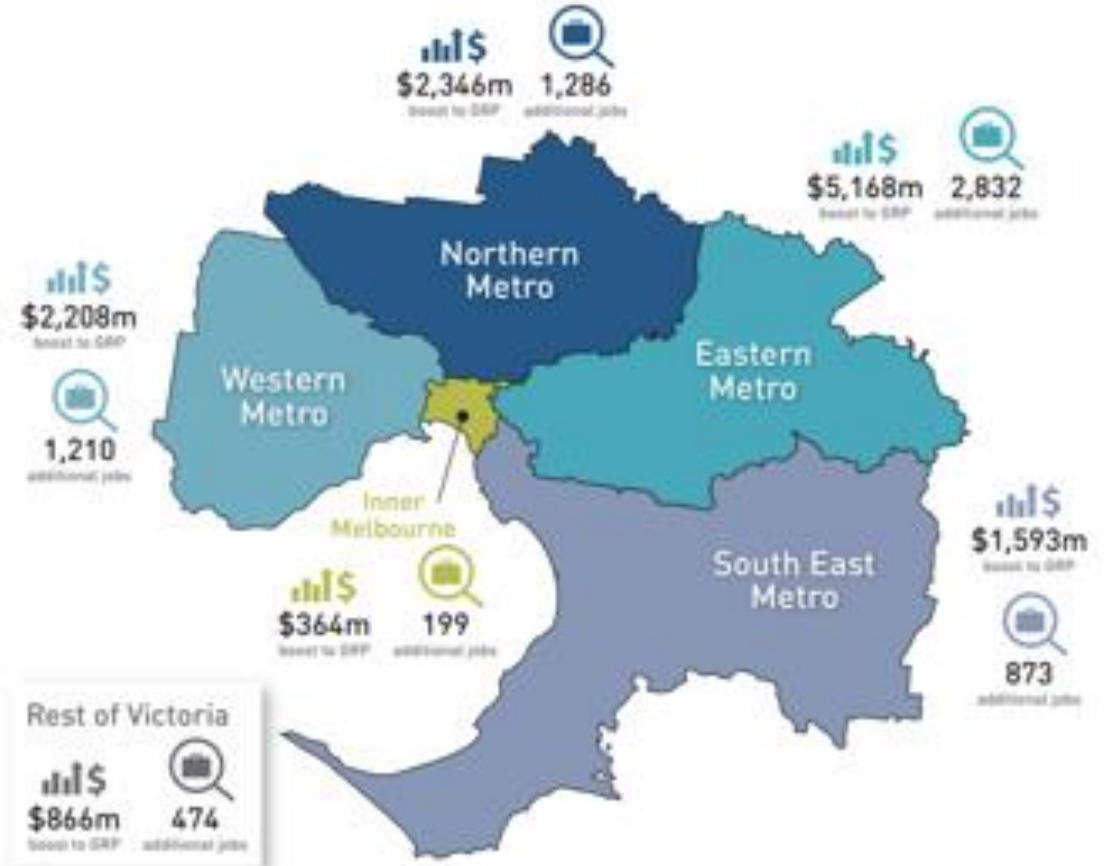 $2,346m 1,286
boost to GRP additional jobs
$5,168m 2,832
boost to GRP additional jobs
Northern
Metro
$2,208m
boost to GRP
1,210
additional jobs
Western
Metro
Eastern
Metro
Inner
Melbourne
$364m 199
boost to GRP additional jobs
South East
Metro
$1,593m
boost to GRP
873
additional jobs
Rest of Victoria
$866m 474
boost to GRP additional jobs